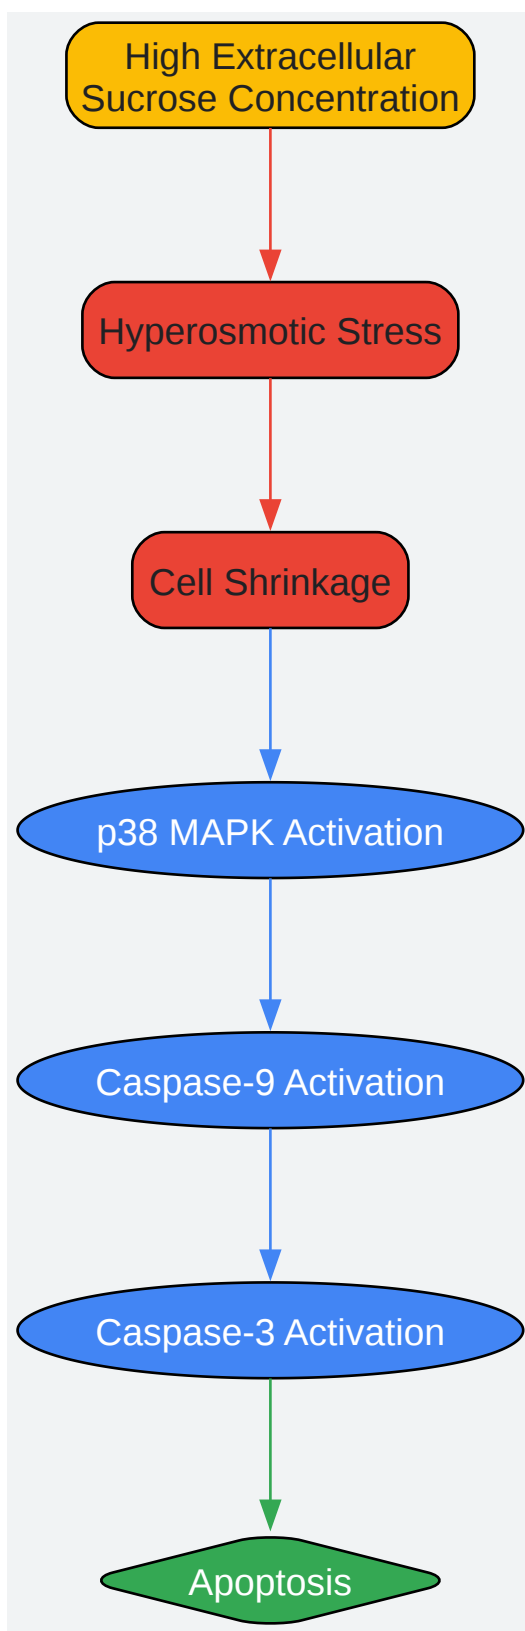 High Extracellular
Sucrose Concentration
Hyperosmotic Stress
Cell Shrinkage
p38 MAPK Activation
Caspase-9 Activation
Caspase-3 Activation
Apoptosis